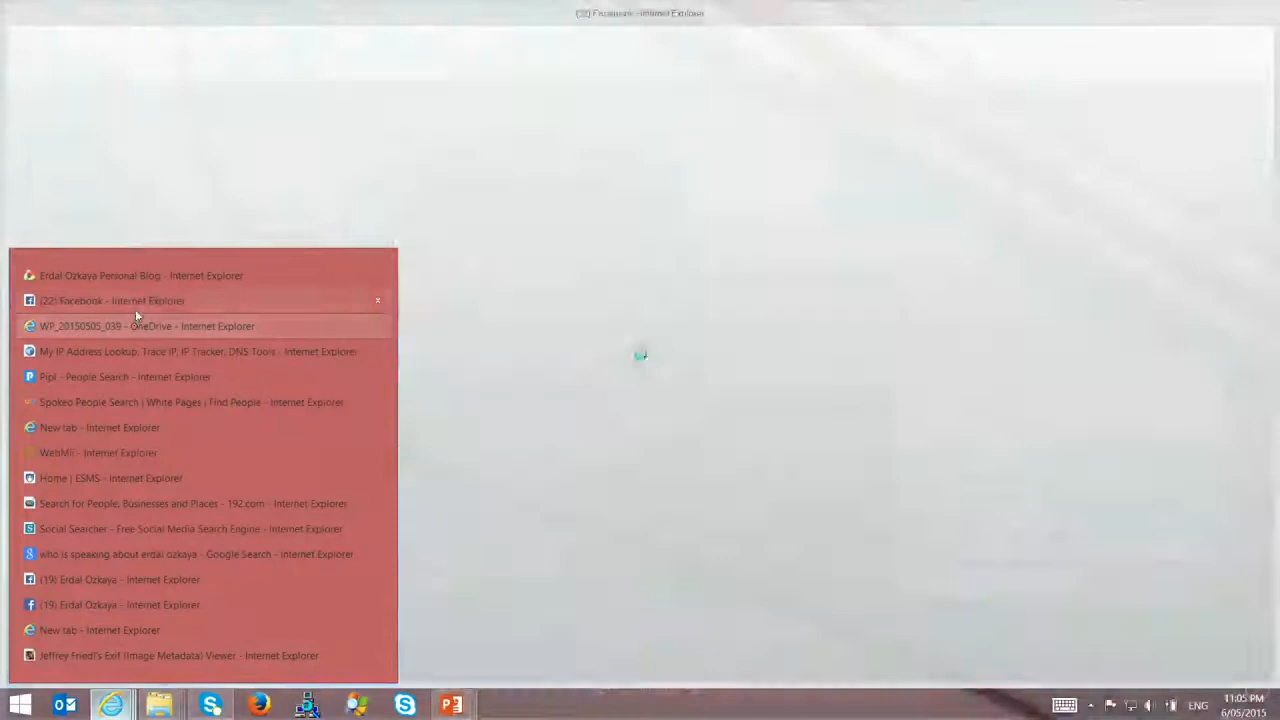 (22) Facebook - Internet Explorer
Erdal Ozkaya Personal Blog - Internet Explorer
(22) Facebook - Internet Explorer
WP_20150505_039 - OneDrive - Internet Explorer
My IP Address Lookup, Trace IP, IP Tracker, DNS Tools - Internet Explorer
Pipl - People Search - Internet Explorer
Spokeo People Search | White Pages | Find People - Internet Explorer
New tab - Internet Explorer
WebMii - Internet Explorer
Home | ESMS - Internet Explorer
Search for People, Businesses and Places - 192.com - Internet Explorer
Social Searcher - Free Social Media Search Engine - Internet Explorer
who is speaking about erdal ozkaya - Google Search - Internet Explorer
(19) Erdal Ozkaya - Internet Explorer
(19) Erdal Ozkaya - Internet Explorer
New tab - Internet Explorer
Jeffrey Friedl's Exif (Image Metadata) Viewer - Internet Explorer
ENG
11:05 PM
6/05/2015